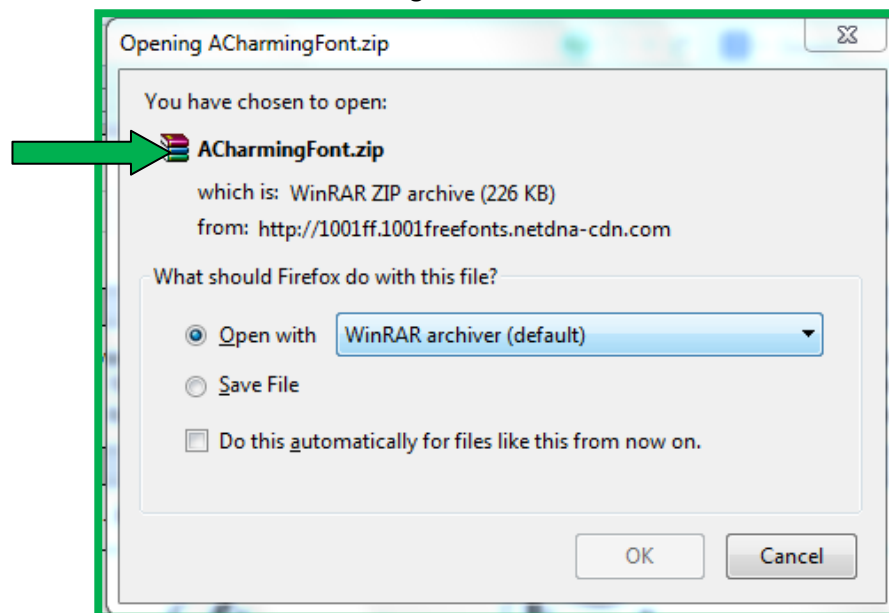 Opening ACharmingFont.zip
You have chosen to open:
ACharmingFont.zip
which is: WinRAR ZIP archive (226 KB)
from: http://1001ff.1001freefonts.netdna-cdn.com
What should Firefox do with this file?
Open with WinRAR archiver (default)
Save File
Do this automatically for files like this from now on.
OK Cancel